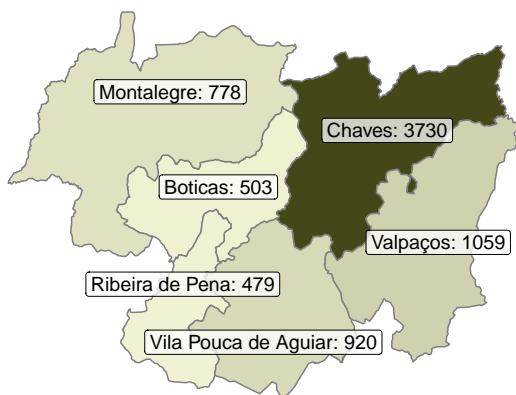 Montalegre: 778
Chaves: 3730
Boticas: 503
Valpaços: 1059
Ribeira de Pena: 479
Vila Pouca de Aguiar: 920